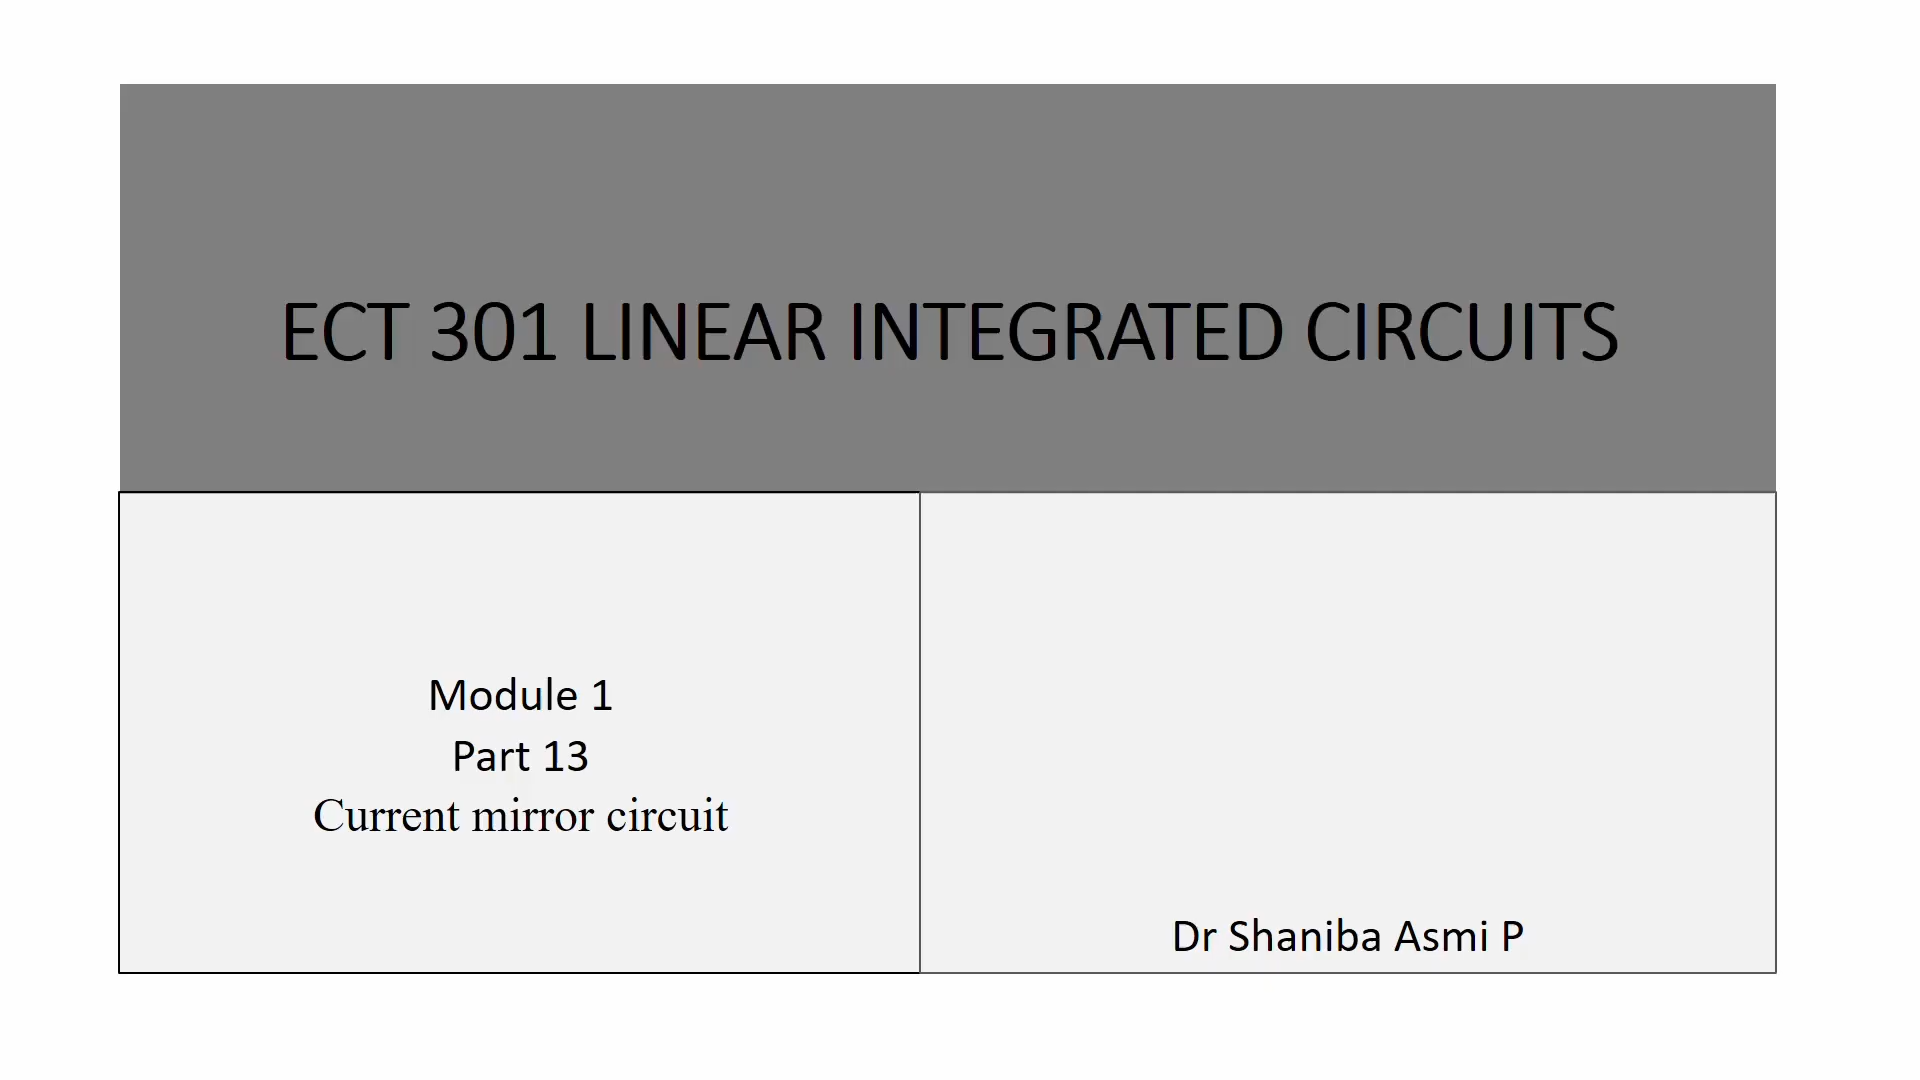 ECT 301 LINEAR INTEGRATED CIRCUITS
Module 1
Part 13
Current mirror circuit
Dr Shaniba Asmi P